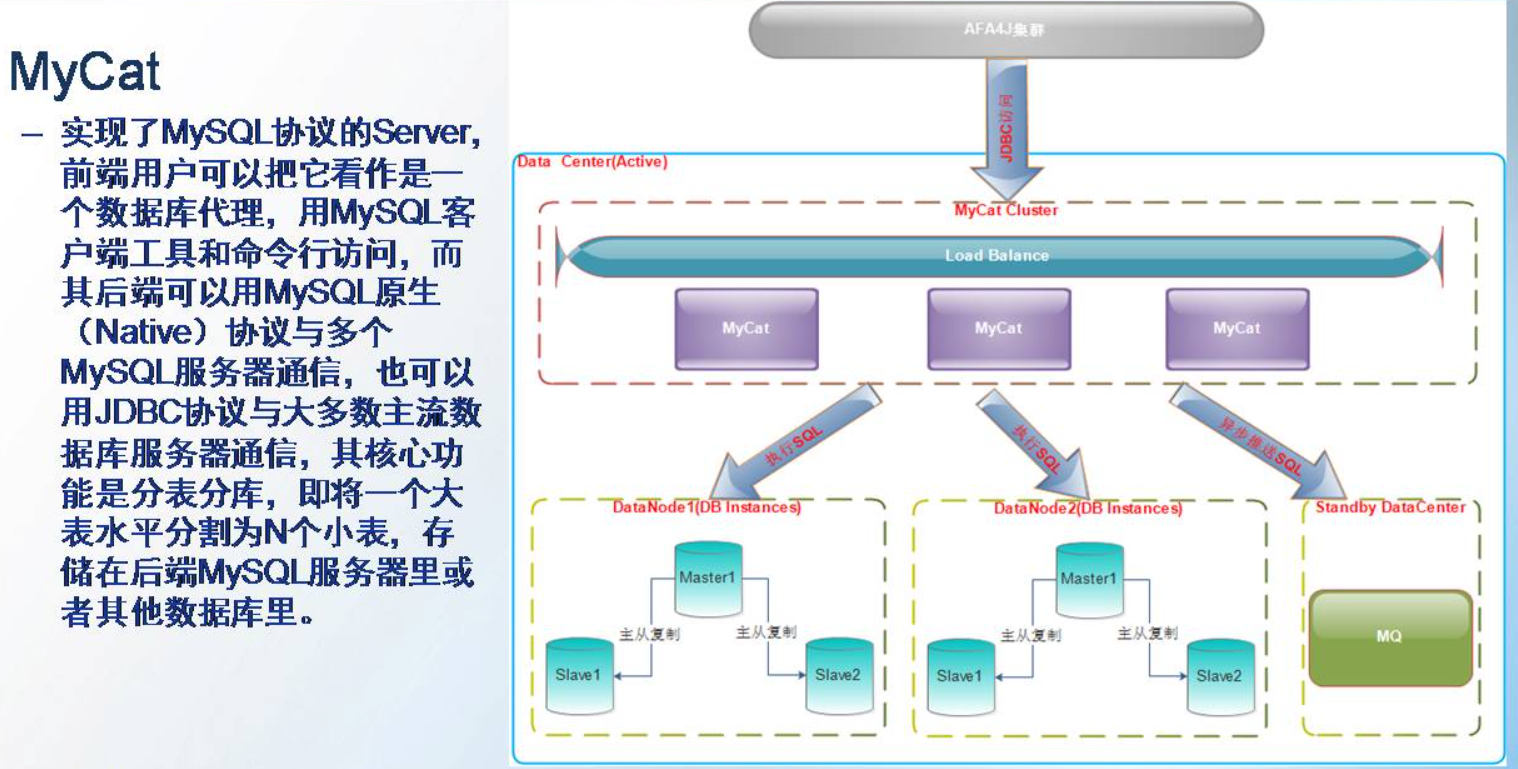 MyCat
– 实现了MySQL协议的Server,
前端用户可以把它看作是一
个数据库代理，用MySQL客
户端工具和命令行访问，而
其后端可以用MySQL原生
（Native）协议与多个
MySQL服务器通信，也可以
用JDBC协议与大多数主流数
据库服务器通信，其核心功
能是分表分库，即将一个大
表水平分割为N个小表，存
储在后端MySQL服务器里或
者其他数据库里。
AFA4J集群
JDBC访问
Data Center(Active)
MyCat Cluster
Load Balance
MyCat
MyCat
MyCat
执行SQL
执行SQL
异步推送SQL
DataNode1(DB Instances)
Master1
主从复制
主从复制
Slave1
Slave2
DataNode2(DB Instances)
Master1
主从复制
主从复制
Slave1
Slave2
Standby DataCenter
MQ